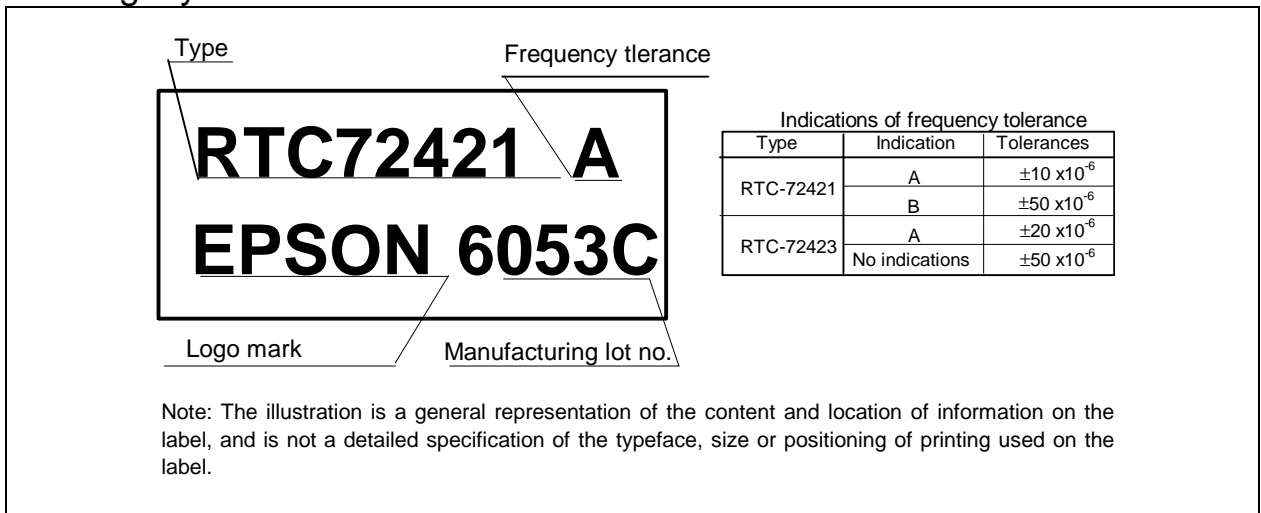 Type
Frequency tlerance
RTC72421 A
EPSON 6053C
Logo mark
Manufacturing lot no.
Indications of frequency tolerance
Type Indication Tolerances
RTC-72421 A ±10 x10⁻⁶
B ±50 x10⁻⁶
RTC-72423 A ±20 x10⁻⁶
No indications ±50 x10⁻⁶
Note: The illustration is a general representation of the content and location of information on the
label, and is not a detailed specification of the typeface, size or positioning of printing used on the
label.